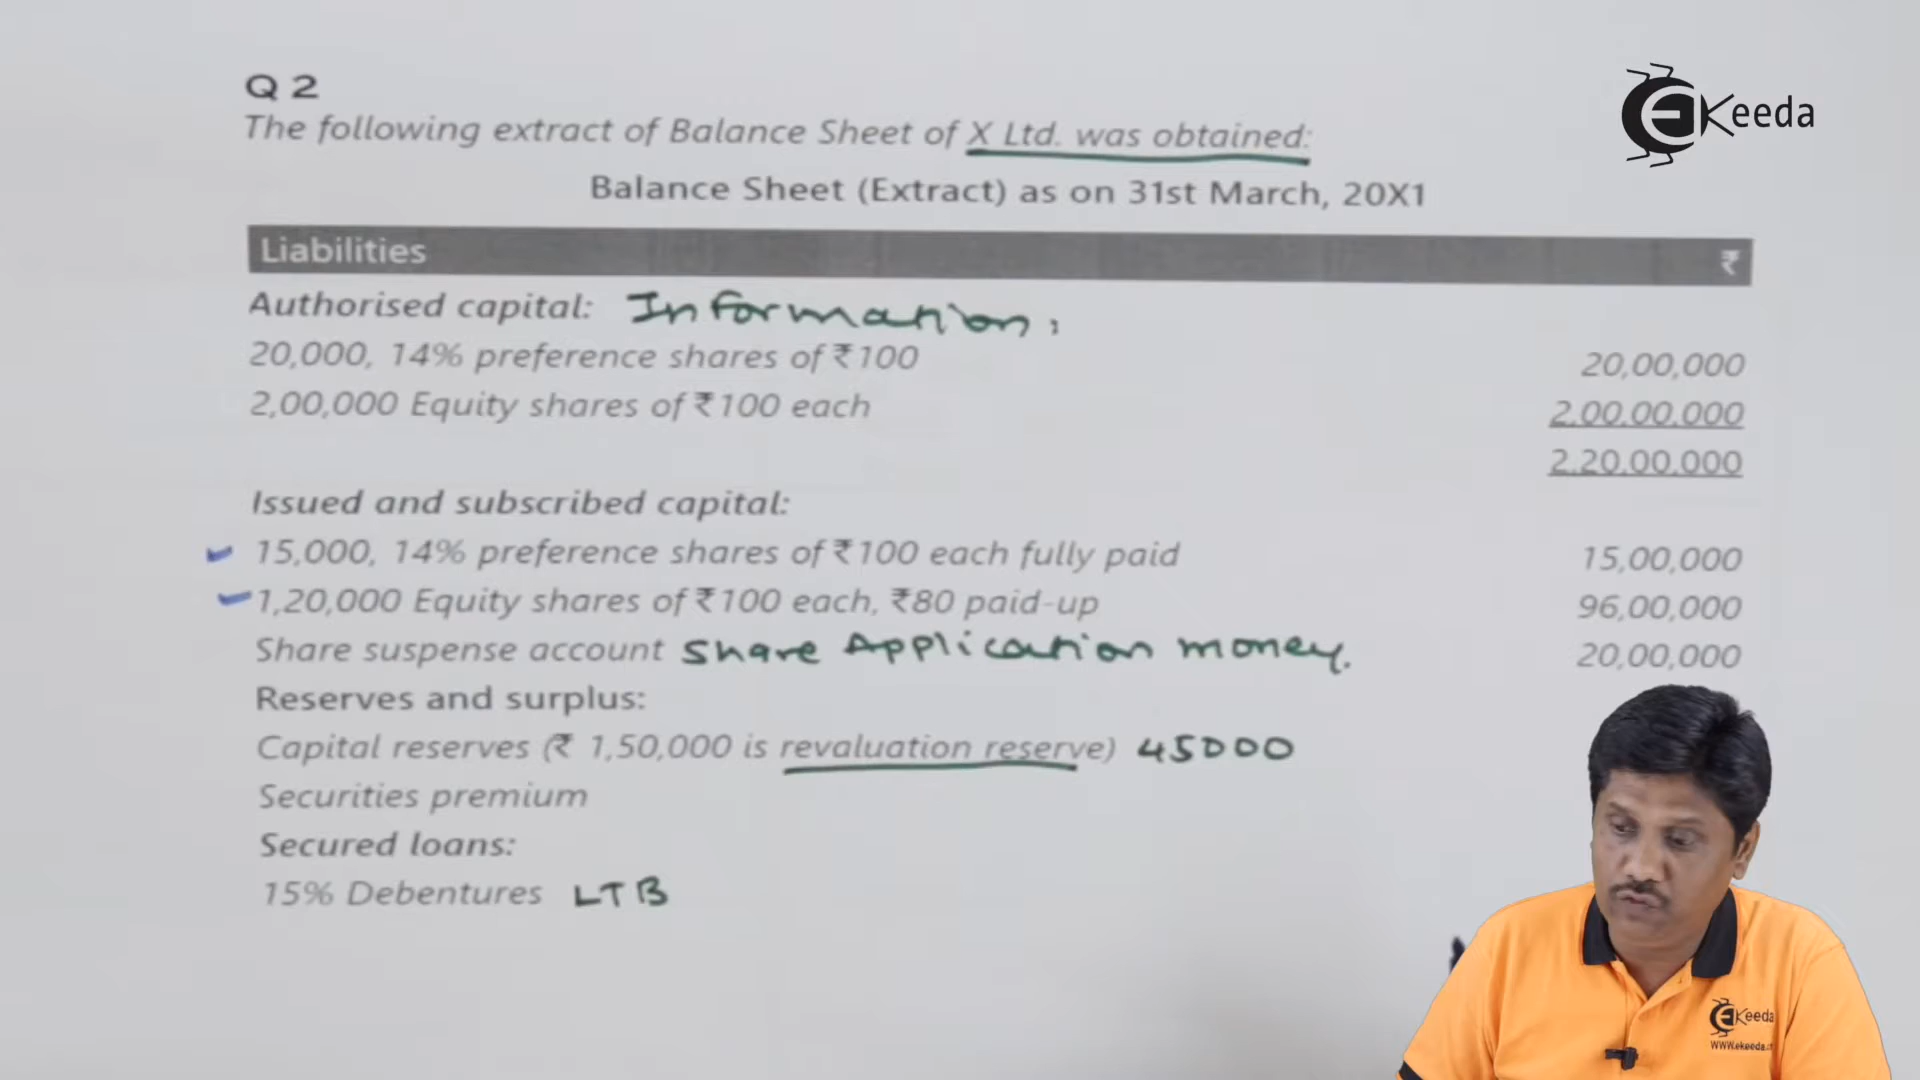 Q 2
EKeeda
The following extract of Balance Sheet of X Ltd. was obtained:
Balance Sheet (Extract) as on 31st March, 20X1
Liabilities ₹
Authorised capital: Information,
20,000, 14% preference shares of ₹100 20,00,000
2,00,000 Equity shares of ₹100 each 2,00,00,000
2,20,00,000
Issued and subscribed capital:
15,000, 14% preference shares of ₹100 each fully paid 15,00,000
1,20,000 Equity shares of ₹100 each, ₹80 paid-up 96,00,000
Share suspense account Share Application money. 20,00,000
Reserves and surplus:
Capital reserves (₹ 1,50,000 is revaluation reserve) 45000
Securities premium
Secured loans:
15% Debentures LTB
EKeeda